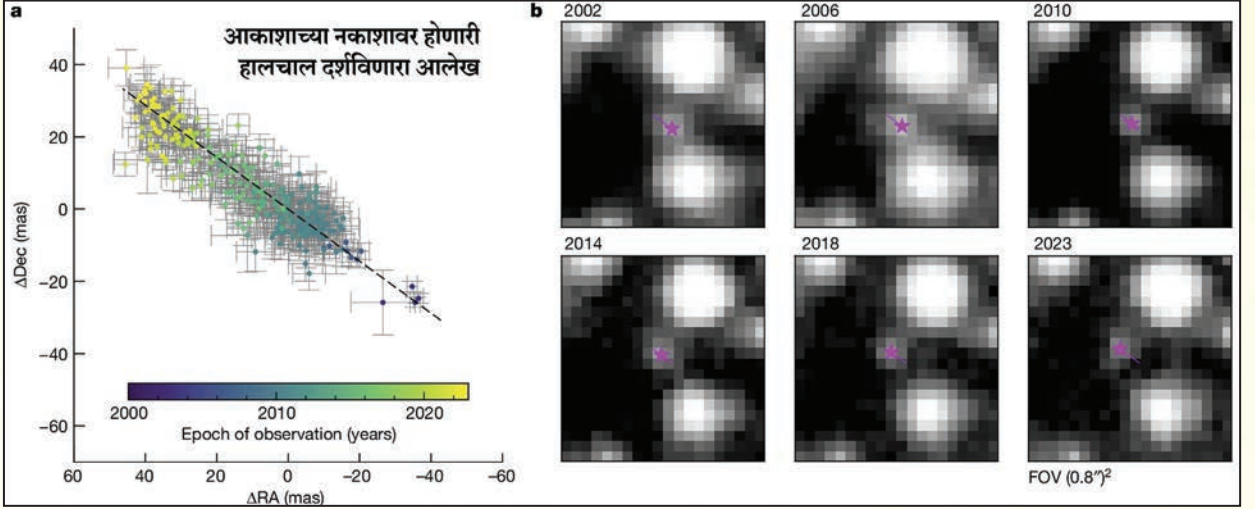 a
आकाशाच्या नकाशावर होणारी
हालचाल दर्शविणारा आलेख
40
20
0
−20
−40
−60
ΔDec (mas)
2000 2010 2020
Epoch of observation (years)
60 40 20 0 −20 −40 −60
ΔRA (mas)
b
2002 2006 2010
2014 2018 2023
FOV (0.8″)²